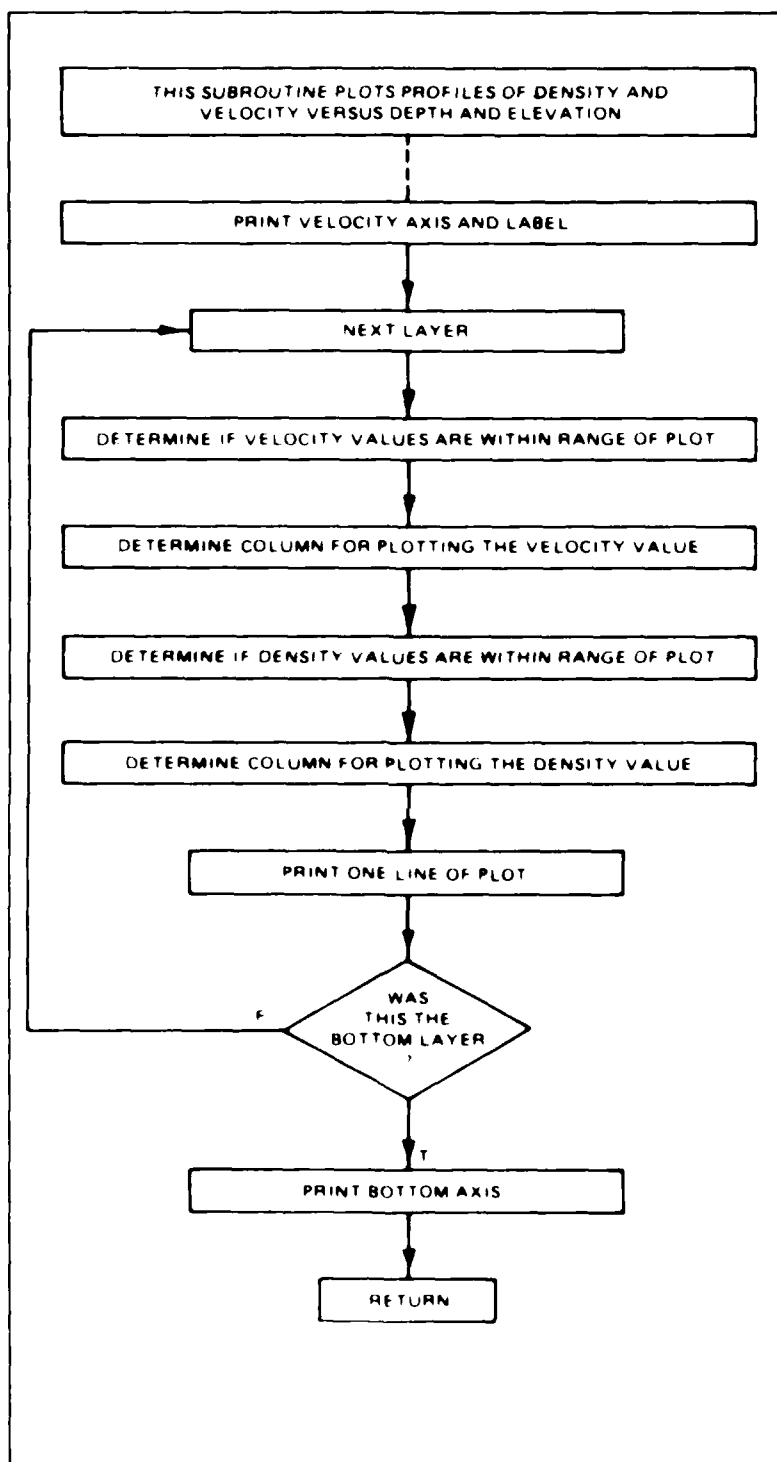 THIS SUBROUTINE PLOTS PROFILES OF DENSITY AND
VELOCITY VERSUS DEPTH AND ELEVATION
PRINT VELOCITY AXIS AND LABEL
NEXT LAYER
DETERMINE IF VELOCITY VALUES ARE WITHIN RANGE OF PLOT
DETERMINE COLUMN FOR PLOTTING THE VELOCITY VALUE
DETERMINE IF DENSITY VALUES ARE WITHIN RANGE OF PLOT
DETERMINE COLUMN FOR PLOTTING THE DENSITY VALUE
PRINT ONE LINE OF PLOT
WAS
THIS THE
BOTTOM LAYER
?
F
T
PRINT BOTTOM AXIS
RETURN